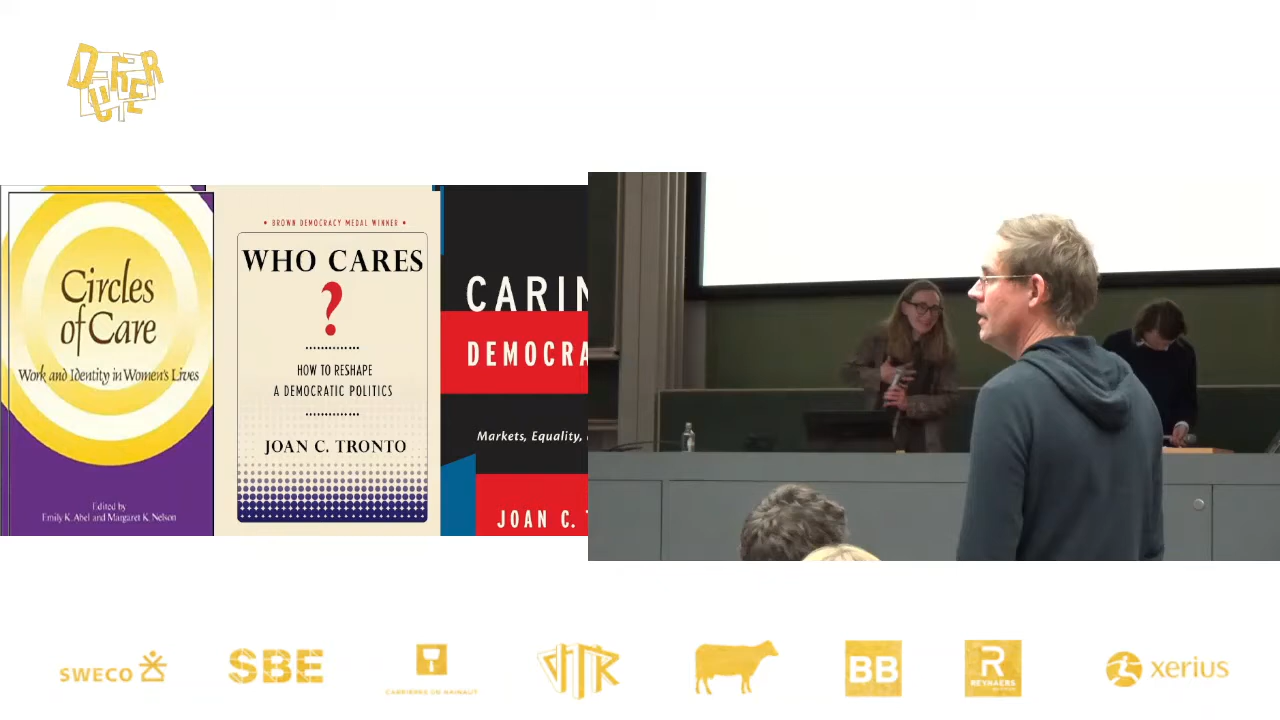 Circles
of Care
Work and Identity in Women's Lives
Edited by
Emily K. Abel and Margaret K. Nelson
• BROWN DEMOCRACY MEDAL WINNER •
WHO CARES
?
HOW TO RESHAPE
A DEMOCRATIC POLITICS
JOAN C. TRONTO
CARIN
DEMOCRA
Markets, Equality,
JOAN C. T
SWECO
SBE
CARRIERES DU HAINAUT
BB
R
REYNAERS
xerius